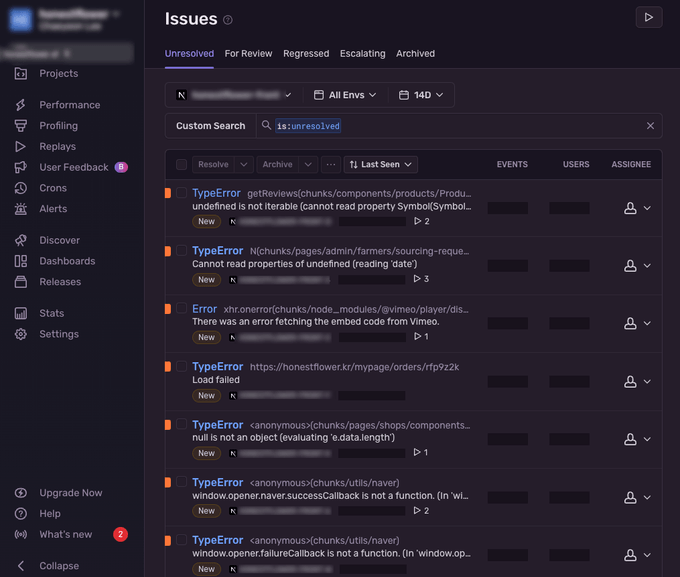 Issues
Unresolved For Review Regressed Escalating Archived
All Envs 14D
Custom Search is:unresolved
Resolve Archive ... Last Seen EVENTS USERS ASSIGNEE
TypeError getReviews(chunks/components/products/Produ…
undefined is not iterable (cannot read property Symbol(Symbol…
New 2
TypeError N(chunks/pages/admin/farmers/sourcing-reque…
Cannot read properties of undefined (reading 'date')
New 3
Error xhr.onerror(chunks/node_modules/@vimeo/player/dis…
There was an error fetching the embed code from Vimeo.
New 1
TypeError https://honestflower.kr/mypage/orders/rfp9z2k
Load failed
New
TypeError <anonymous>(chunks/pages/shops/components…
null is not an object (evaluating 'e.data.length')
New 1
TypeError <anonymous>(chunks/utils/naver)
window.opener.naver.successCallback is not a function. (In 'wi…
New 2
TypeError <anonymous>(chunks/utils/naver)
window.opener.failureCallback is not a function. (In 'window.op…
New
Projects
Performance
Profiling
Replays
User Feedback B
Crons
Alerts
Discover
Dashboards
Releases
Stats
Settings
Upgrade Now
Help
What's new 2
Collapse